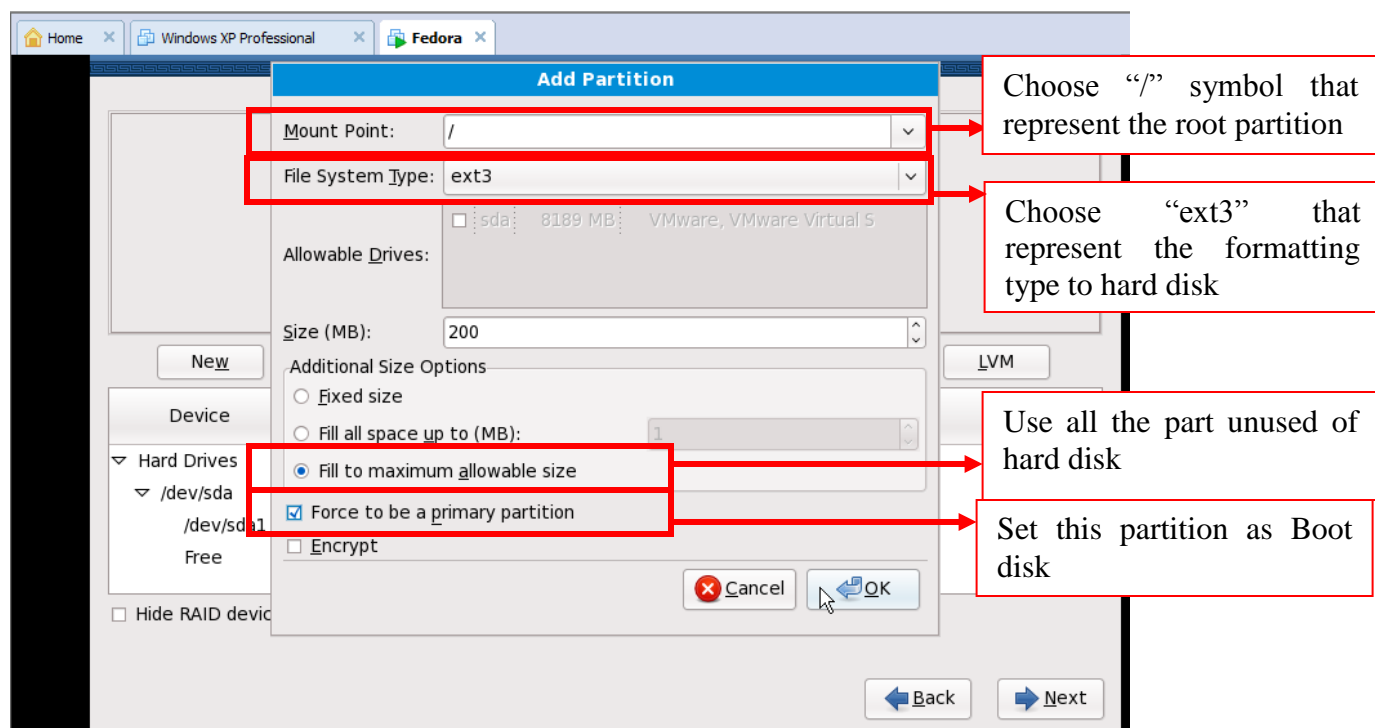 Home
Windows XP Professional
Fedora
Add Partition
Mount Point: /
Choose “/” symbol that
represent the root partition
File System Type: ext3
Choose “ext3” that
represent the formatting
type to hard disk
Allowable Drives:
sda 8189 MB VMware, VMware Virtual S
Size (MB): 200
New
LVM
Additional Size Options
Fixed size
Fill all space up to (MB): 1
Fill to maximum allowable size
Use all the part unused of
hard disk
Device
Hard Drives
/dev/sda
/dev/sda1
Free
Force to be a primary partition
Set this partition as Boot
disk
Encrypt
Cancel
OK
Hide RAID devic
Back
Next